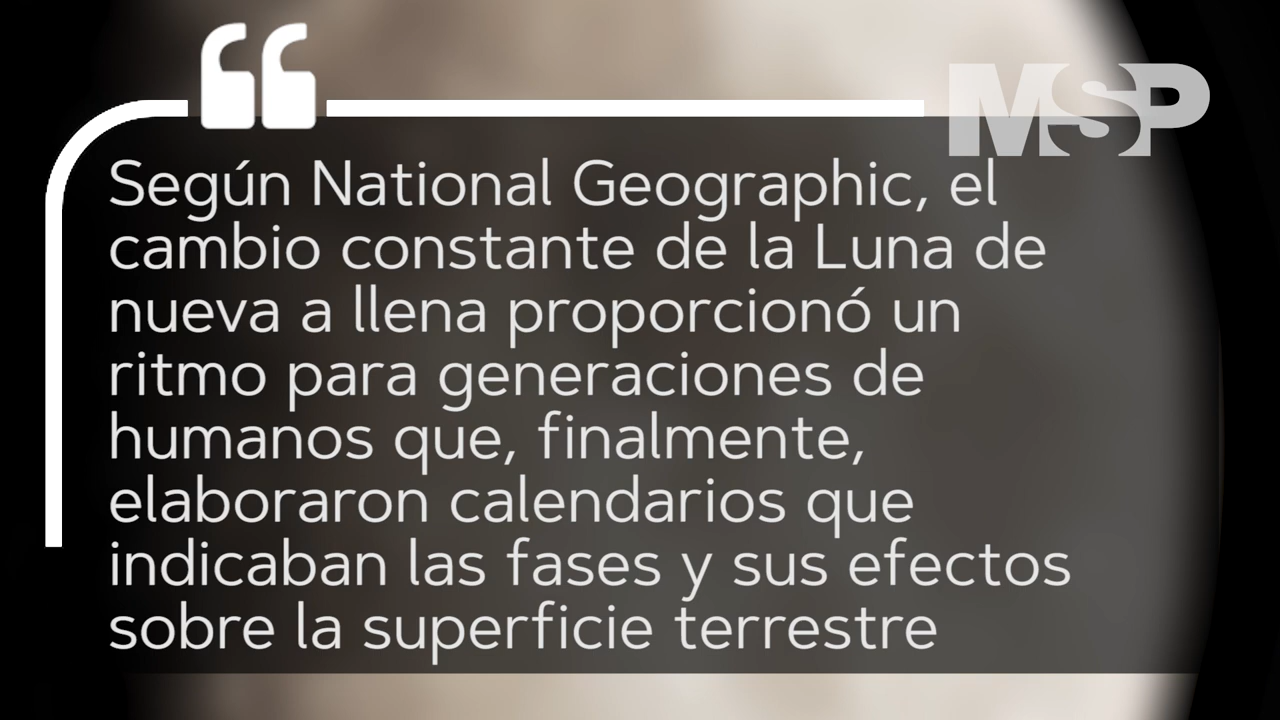 MSP
Según National Geographic, el
cambio constante de la Luna de
nueva a llena proporcionó un
ritmo para generaciones de
humanos que, finalmente,
elaboraron calendarios que
indicaban las fases y sus efectos
sobre la superficie terrestre